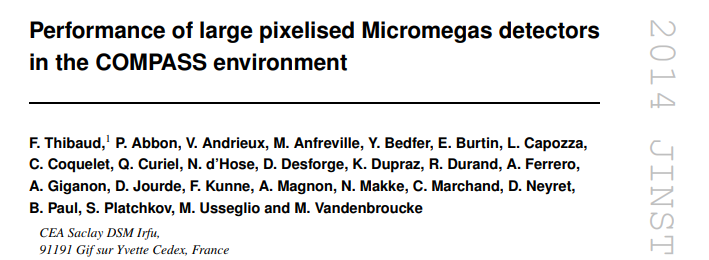 Performance of large pixelised Micromegas detectors
in the COMPASS environment
F. Thibaud,¹ P. Abbon, V. Andrieux, M. Anfreville, Y. Bedfer, E. Burtin, L. Capozza,
C. Coquelet, Q. Curiel, N. d'Hose, D. Desforge, K. Dupraz, R. Durand, A. Ferrero,
A. Giganon, D. Jourde, F. Kunne, A. Magnon, N. Makke, C. Marchand, D. Neyret,
B. Paul, S. Platchkov, M. Usseglio and M. Vandenbroucke
CEA Saclay DSM Irfu,
91191 Gif sur Yvette Cedex, France
2014 JINST